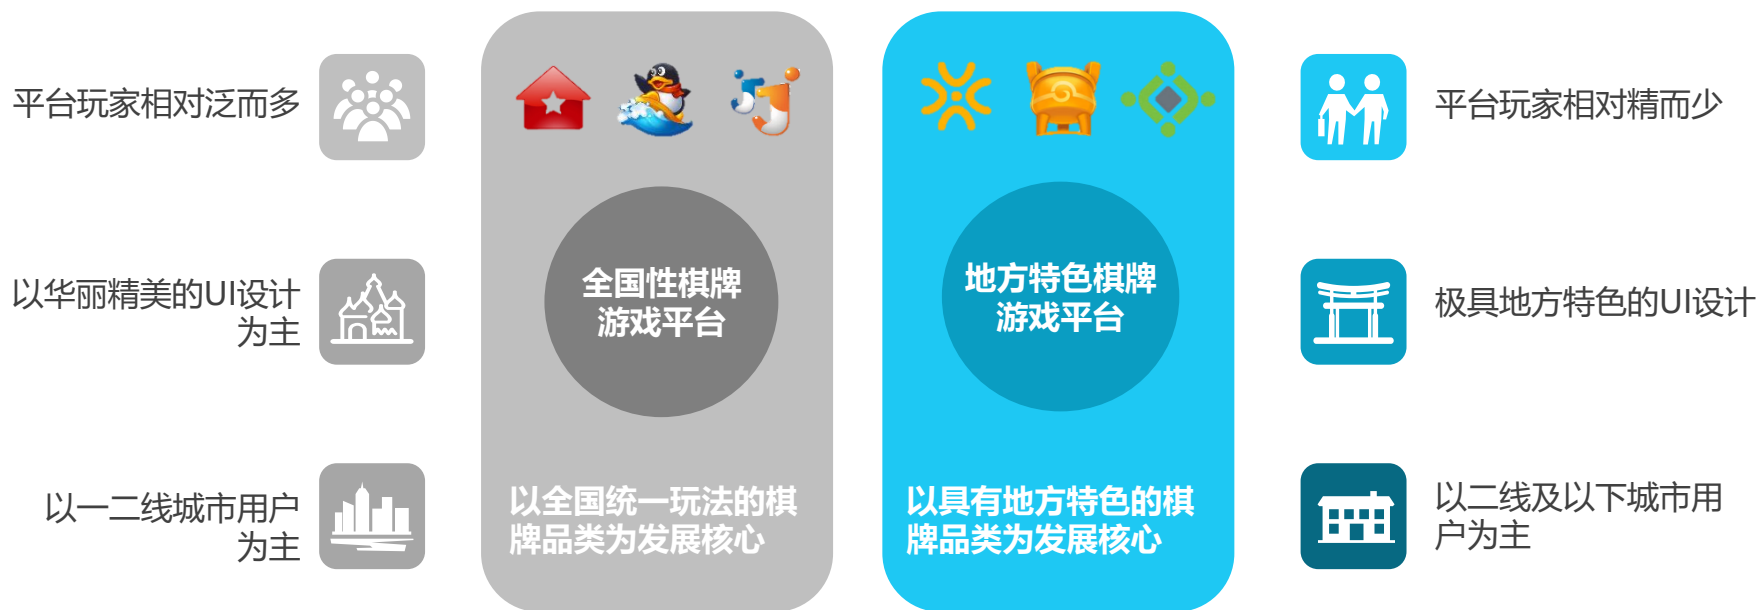 平台玩家相对泛而多
以华丽精美的UI设计
为主
以一二线城市用户
为主
JJ
全国性棋牌
游戏平台
以全国统一玩法的棋
牌品类为发展核心
地方特色棋牌
游戏平台
以具有地方特色的棋
牌品类为发展核心
平台玩家相对精而少
极具地方特色的UI设计
以二线及以下城市用
户为主